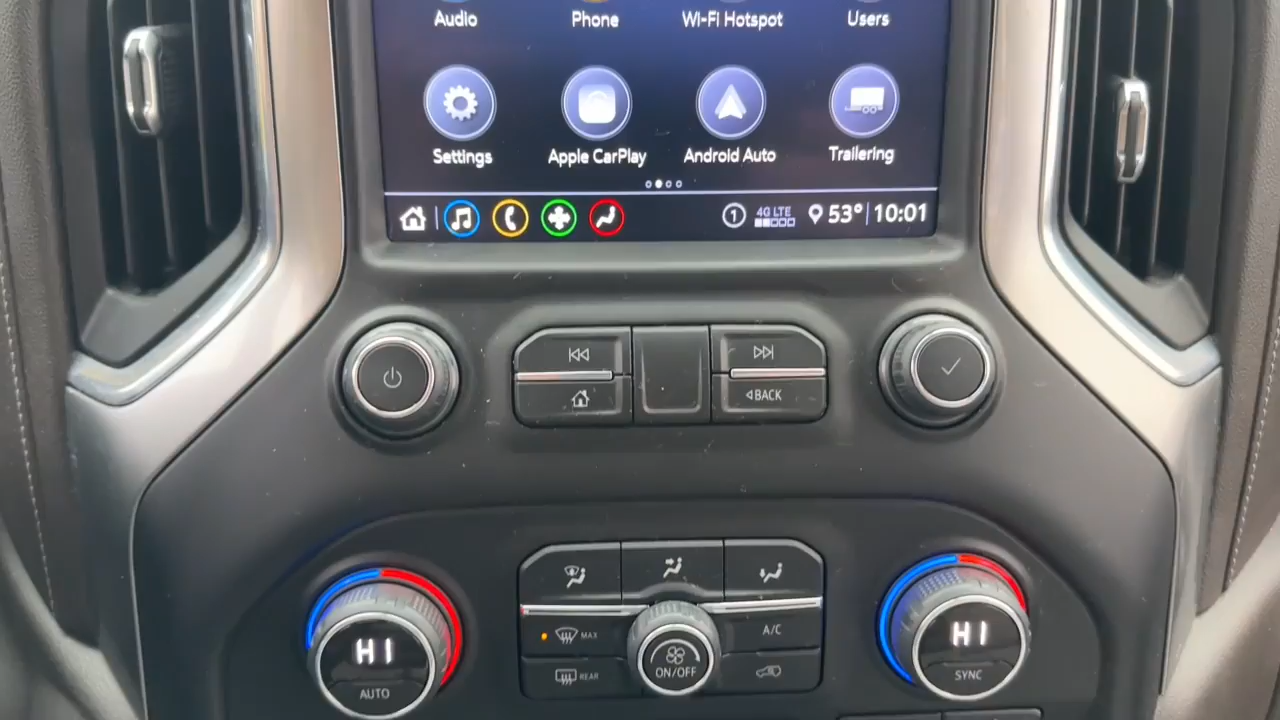 Audio Phone Wi-Fi Hotspot Users
Settings Apple CarPlay Android Auto Trailering
1 4G LTE 53° 10:01
BACK
HI HI
MAX A/C
REAR ON/OFF
AUTO SYNC